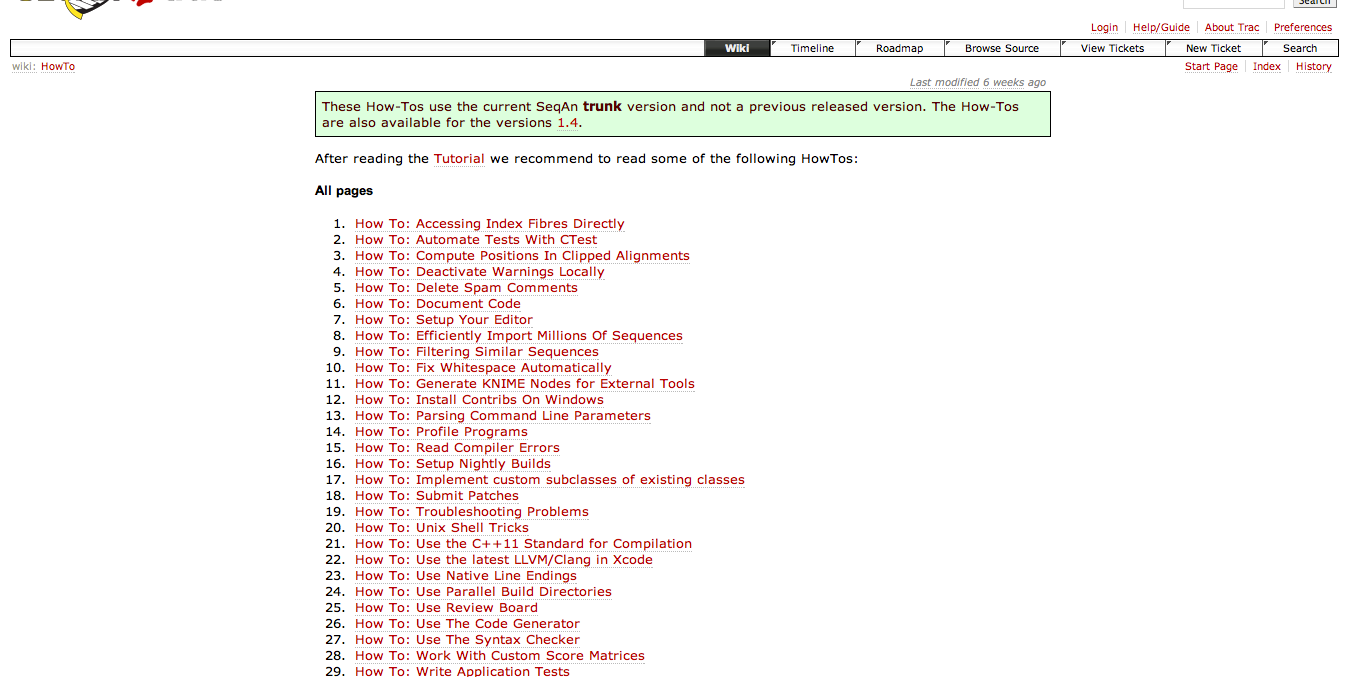 Search
Login Help/Guide About Trac Preferences
Wiki Timeline Roadmap Browse Source View Tickets New Ticket Search
wiki: HowTo Start Page Index History
Last modified 6 weeks ago
These How-Tos use the current SeqAn trunk version and not a previous released version. The How-Tos
are also available for the versions 1.4.
After reading the Tutorial we recommend to read some of the following HowTos:
All pages
1. How To: Accessing Index Fibres Directly
2. How To: Automate Tests With CTest
3. How To: Compute Positions In Clipped Alignments
4. How To: Deactivate Warnings Locally
5. How To: Delete Spam Comments
6. How To: Document Code
7. How To: Setup Your Editor
8. How To: Efficiently Import Millions Of Sequences
9. How To: Filtering Similar Sequences
10. How To: Fix Whitespace Automatically
11. How To: Generate KNIME Nodes for External Tools
12. How To: Install Contribs On Windows
13. How To: Parsing Command Line Parameters
14. How To: Profile Programs
15. How To: Read Compiler Errors
16. How To: Setup Nightly Builds
17. How To: Implement custom subclasses of existing classes
18. How To: Submit Patches
19. How To: Troubleshooting Problems
20. How To: Unix Shell Tricks
21. How To: Use the C++11 Standard for Compilation
22. How To: Use the latest LLVM/Clang in Xcode
23. How To: Use Native Line Endings
24. How To: Use Parallel Build Directories
25. How To: Use Review Board
26. How To: Use The Code Generator
27. How To: Use The Syntax Checker
28. How To: Work With Custom Score Matrices
29. How To: Write Application Tests